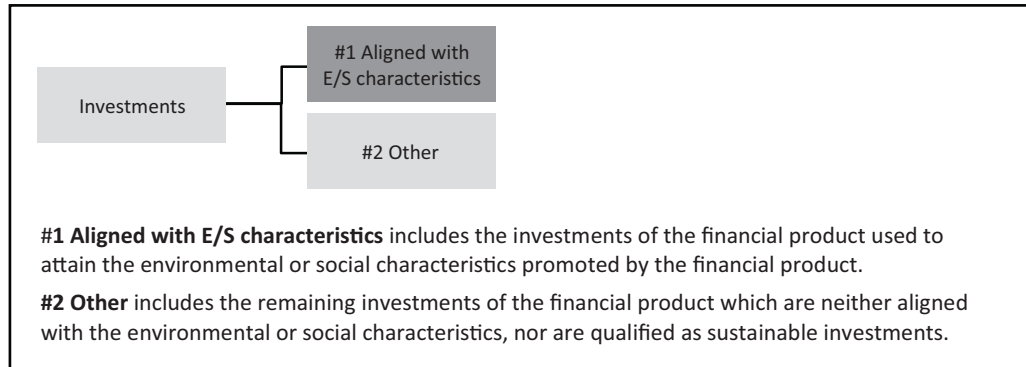 #1 Aligned with
E/S characteristics
Investments
#2 Other
#1 Aligned with E/S characteristics includes the investments of the financial product used to
attain the environmental or social characteristics promoted by the financial product.
#2 Other includes the remaining investments of the financial product which are neither aligned
with the environmental or social characteristics, nor are qualified as sustainable investments.